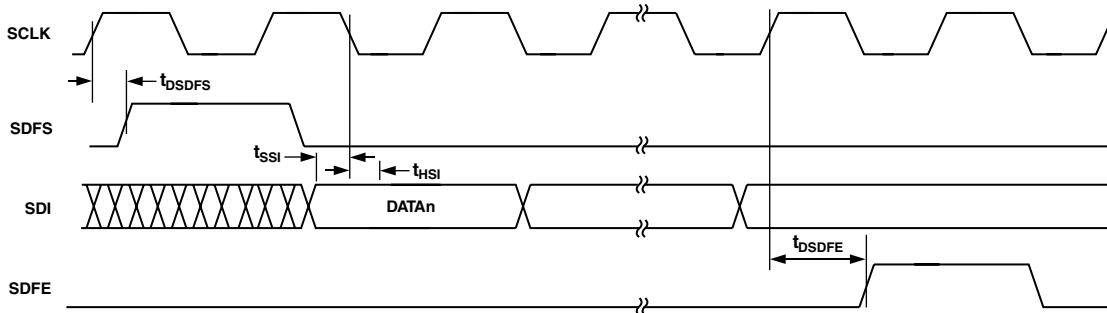 SCLK
tDSDFS
SDFS
tSSI
tHSI
SDI
DATAn
tDSDFE
SDFE